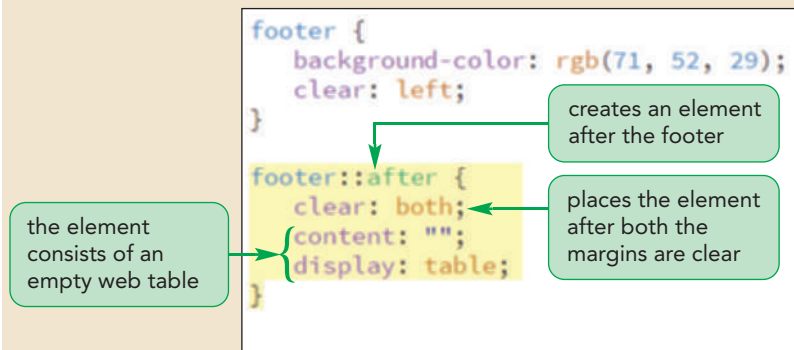 footer {
background-color: rgb(71, 52, 29);
clear: left;
}
creates an element
after the footer
footer::after {
clear: both;
content: "";
display: table;
}
places the element
after both the
margins are clear
the element
consists of an
empty web table